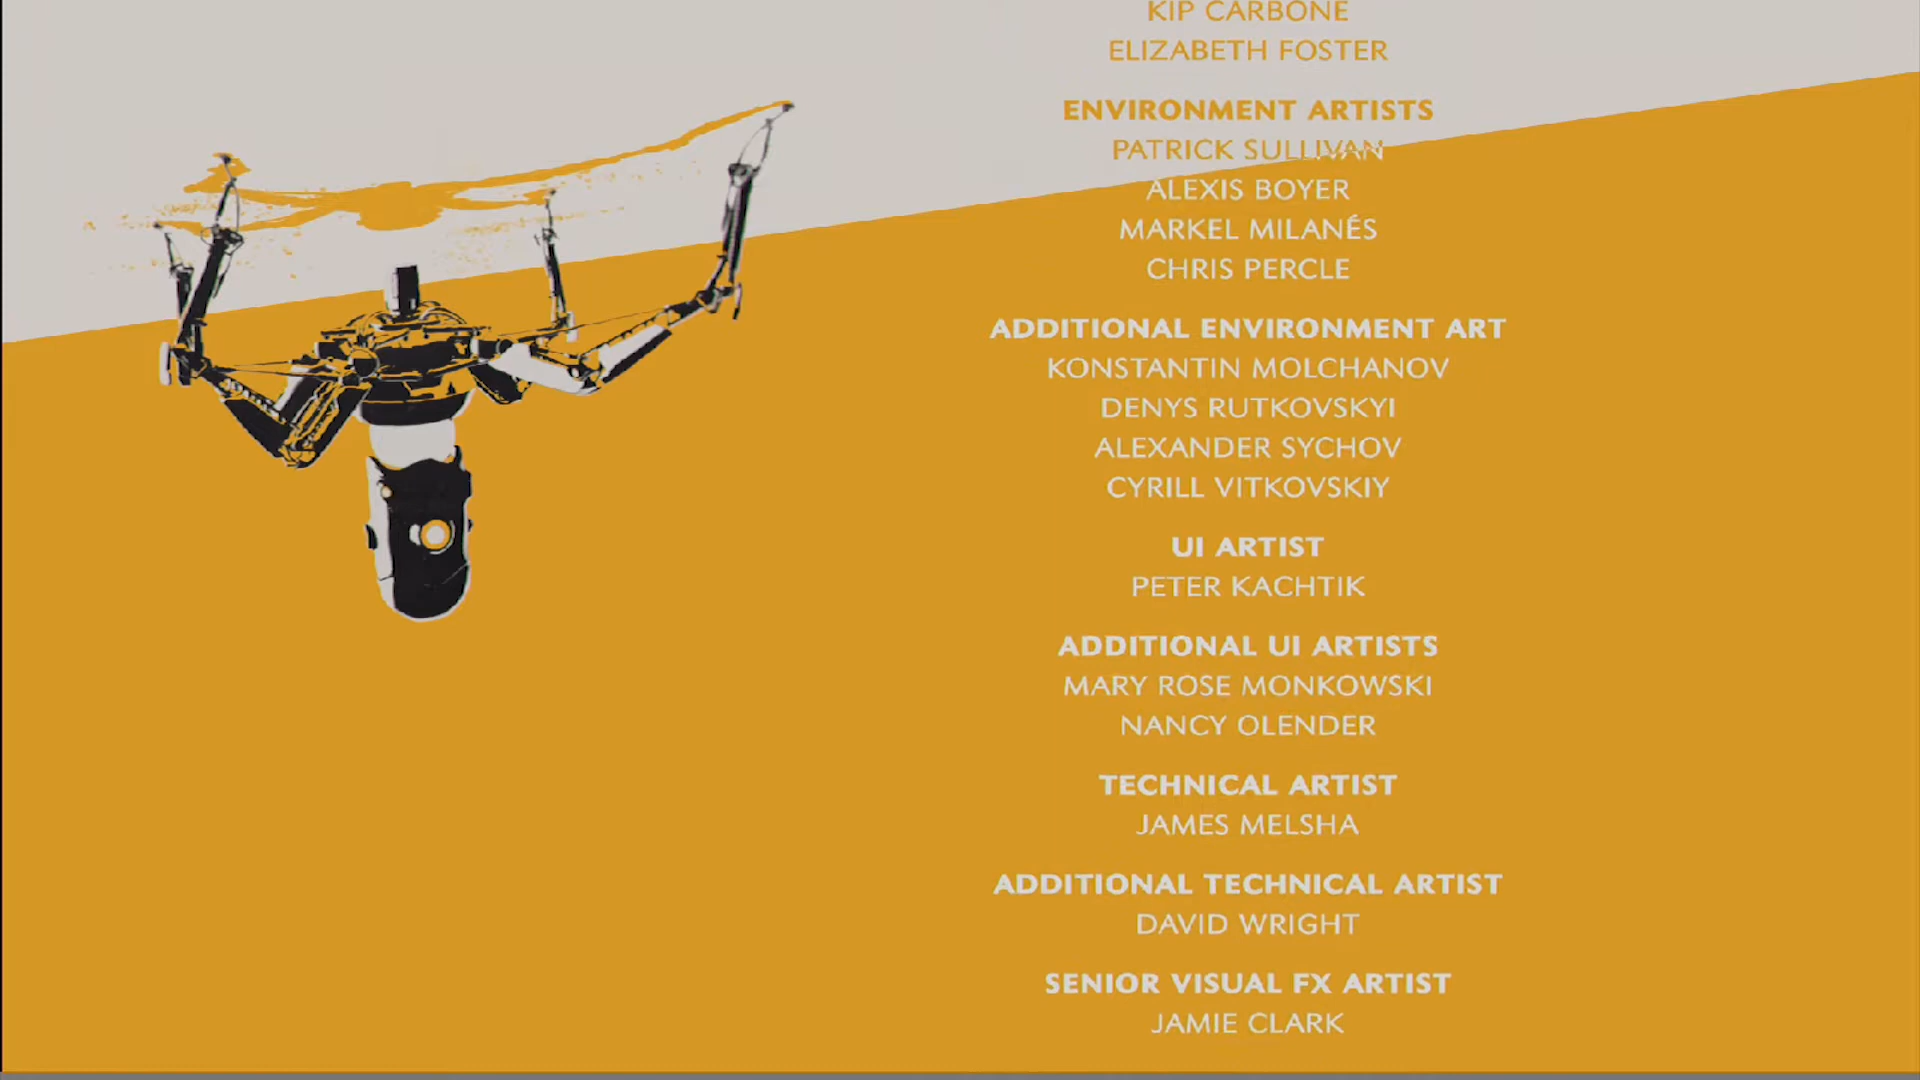 KIP CARBONE
ELIZABETH FOSTER
ENVIRONMENT ARTISTS
PATRICK SULLIVAN
ALEXIS BOYER
MARKEL MILANÉS
CHRIS PERCLE
ADDITIONAL ENVIRONMENT ART
KONSTANTIN MOLCHANOV
DENYS RUTKOVSKYI
ALEXANDER SYCHOV
CYRILL VITKOVSKIY
UI ARTIST
PETER KACHTIK
ADDITIONAL UI ARTISTS
MARY ROSE MONKOWSKI
NANCY OLENDER
TECHNICAL ARTIST
JAMES MELSHA
ADDITIONAL TECHNICAL ARTIST
DAVID WRIGHT
SENIOR VISUAL FX ARTIST
JAMIE CLARK